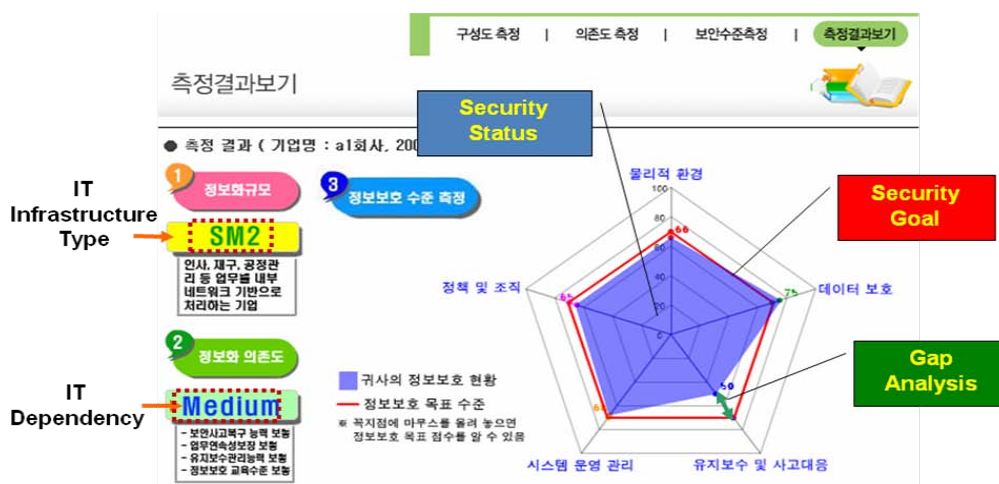 구성도 측정 | 의존도 측정 | 보안수준측정 | 측정결과보기
측정결과보기
Security
Status
● 측정 결과 ( 기업명 : a1회사, 200
1
정보화규모
3
정보보호 수준 측정
IT
Infrastructure
Type
SM2
인사, 재구, 공정관
리 등 업무를 내부
네트워크 기반으로
처리하는 기업
2
정보화 의존도
IT
Dependency
Medium
- 보안사고복구 능력 보통
- 업무연속성보장 보통
- 유지보수관리능력 보통
- 정보보호 교육수준 보통
물리적 환경
100
80
66
60
40
20
0
Security
Goal
정책 및 조직
65
75
데이터 보호
Gap
Analysis
귀사의 정보보호 현황
정보보호 목표 수준
※ 꼭지점에 마우스를 올려 놓으면
정보보호 목표 점수를 알 수 있음
50
시스템 운영 관리
유지보수 및 사고대응